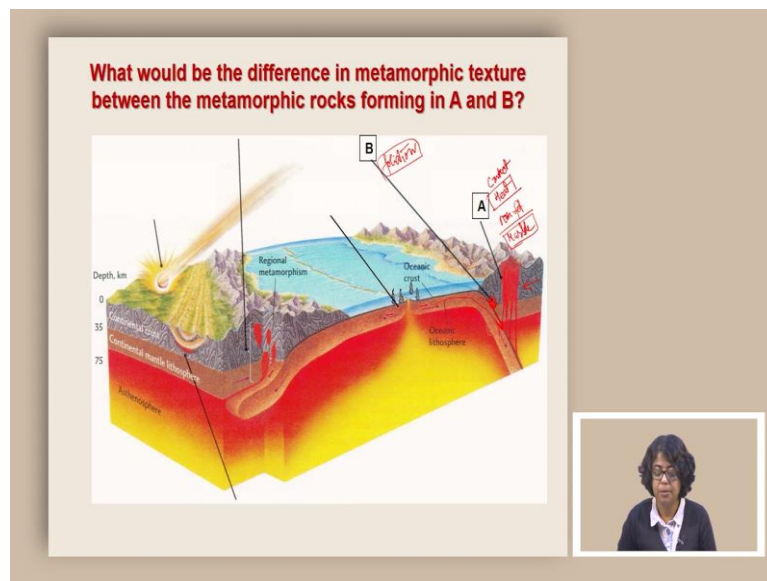 What would be the difference in metamorphic texture
between the metamorphic rocks forming in A and B?
B
foliation
Contact
Heat
A
Depth, km
Regional
metamorphism
Oceanic
crust
0
Continental crust
35
Continental mantle lithosphere
Oceanic
lithosphere
75
Asthenosphere